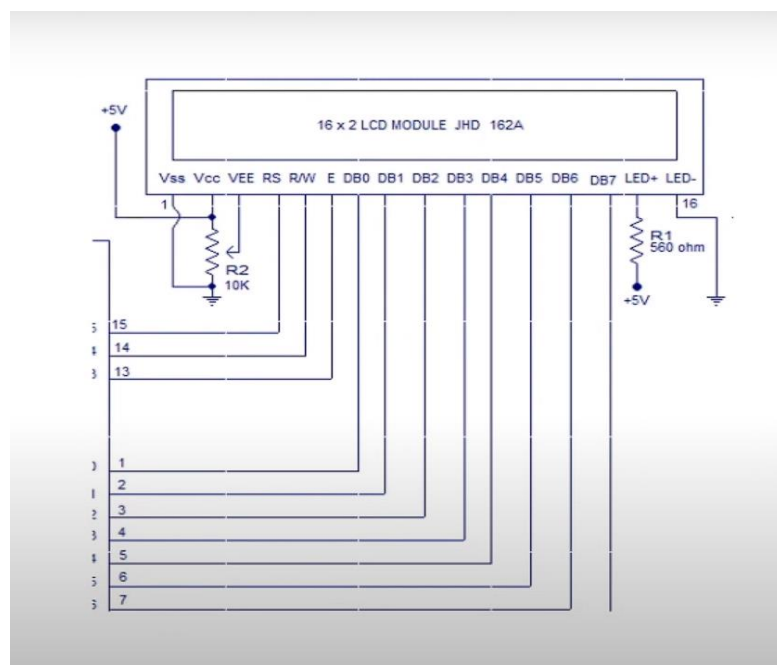 +5V
16 x 2 LCD MODULE JHD 162A
Vss Vcc VEE RS R/W E DB0 DB1 DB2 DB3 DB4 DB5 DB6 DB7 LED+ LED-
1
16
R1
560 ohm
R2
10K
+5V
15
14
13
1
2
3
4
5
6
7